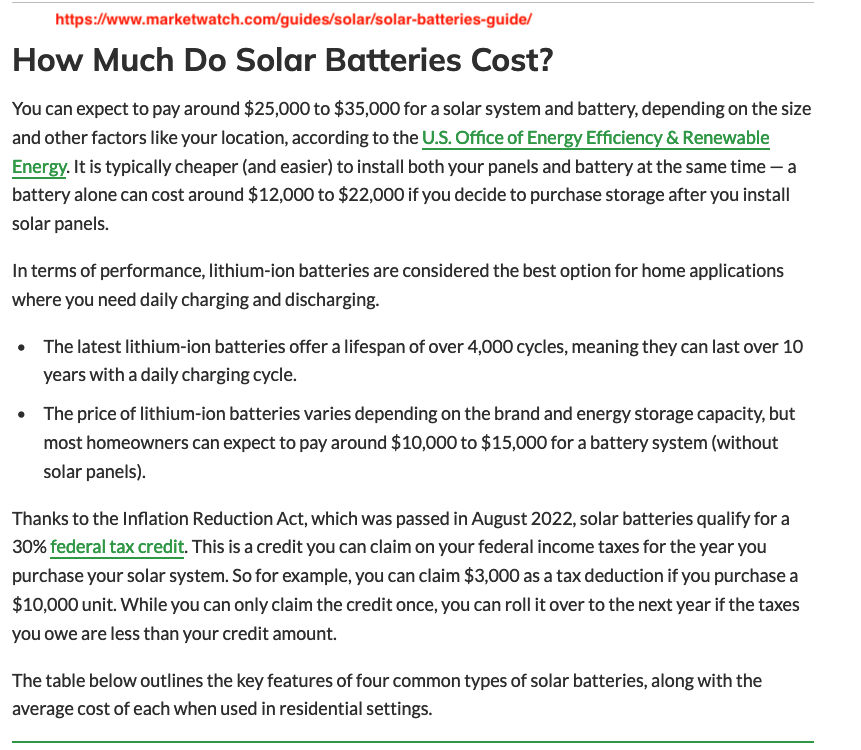 https://www.marketwatch.com/guides/solar/solar-batteries-guide/
How Much Do Solar Batteries Cost?
You can expect to pay around $25,000 to $35,000 for a solar system and battery, depending on the size
and other factors like your location, according to the U.S. Office of Energy Efficiency & Renewable
Energy. It is typically cheaper (and easier) to install both your panels and battery at the same time — a
battery alone can cost around $12,000 to $22,000 if you decide to purchase storage after you install
solar panels.
In terms of performance, lithium-ion batteries are considered the best option for home applications
where you need daily charging and discharging.
• The latest lithium-ion batteries offer a lifespan of over 4,000 cycles, meaning they can last over 10
years with a daily charging cycle.
• The price of lithium-ion batteries varies depending on the brand and energy storage capacity, but
most homeowners can expect to pay around $10,000 to $15,000 for a battery system (without
solar panels).
Thanks to the Inflation Reduction Act, which was passed in August 2022, solar batteries qualify for a
30% federal tax credit. This is a credit you can claim on your federal income taxes for the year you
purchase your solar system. So for example, you can claim $3,000 as a tax deduction if you purchase a
$10,000 unit. While you can only claim the credit once, you can roll it over to the next year if the taxes
you owe are less than your credit amount.
The table below outlines the key features of four common types of solar batteries, along with the
average cost of each when used in residential settings.